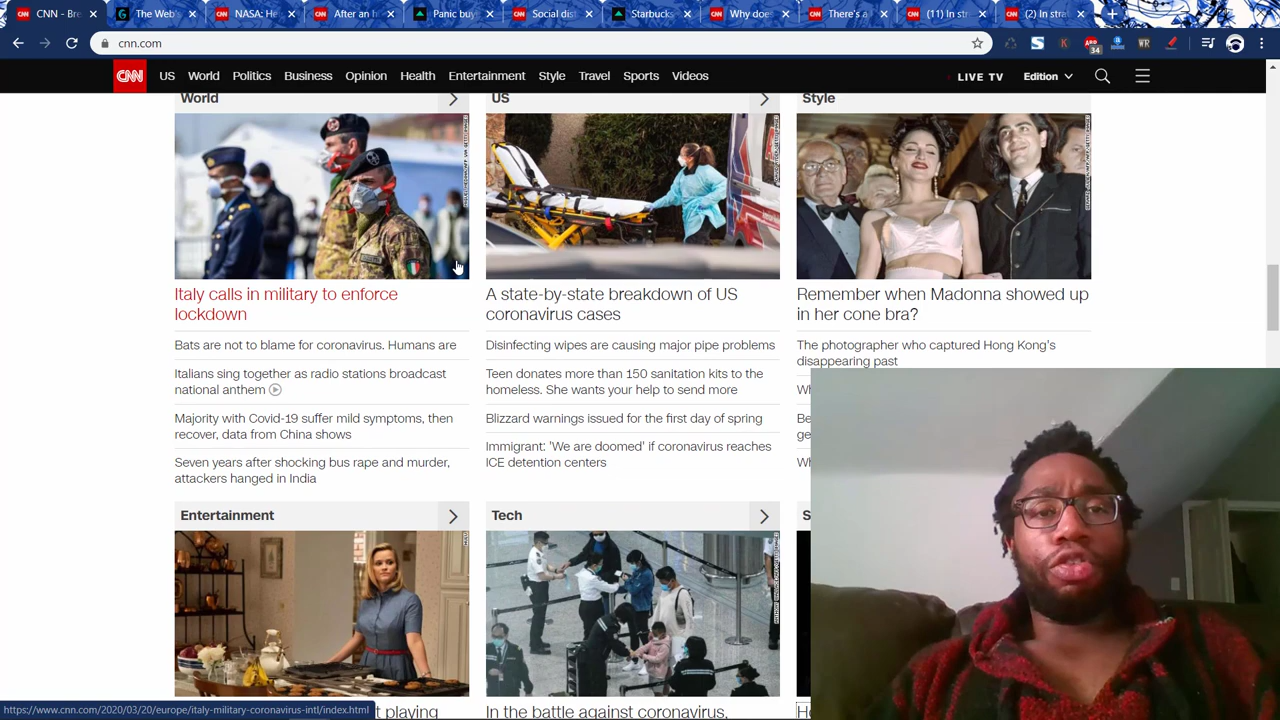 CNN - Bre
The Web's
NASA: He
After an h
Panic buy
Social dis
Starbucks
Why doe
There's a
(11) In str
(2) In strat
cnn.com
34
WR
CNN
US
World
Politics
Business
Opinion
Health
Entertainment
Style
Travel
Sports
Videos
LIVE TV
Edition
World
Italy calls in military to enforce
lockdown
Bats are not to blame for coronavirus. Humans are
Italians sing together as radio stations broadcast
national anthem
Majority with Covid-19 suffer mild symptoms, then
recover, data from China shows
Seven years after shocking bus rape and murder,
attackers hanged in India
US
A state-by-state breakdown of US
coronavirus cases
Disinfecting wipes are causing major pipe problems
Teen donates more than 150 sanitation kits to the
homeless. She wants your help to send more
Blizzard warnings issued for the first day of spring
Immigrant: 'We are doomed' if coronavirus reaches
ICE detention centers
Style
Remember when Madonna showed up
in her cone bra?
The photographer who captured Hong Kong's
disappearing past
Entertainment
Tech
In the battle against coronavirus,
t playing
https://www.cnn.com/2020/03/20/europe/italy-military-coronavirus-intl/index.html